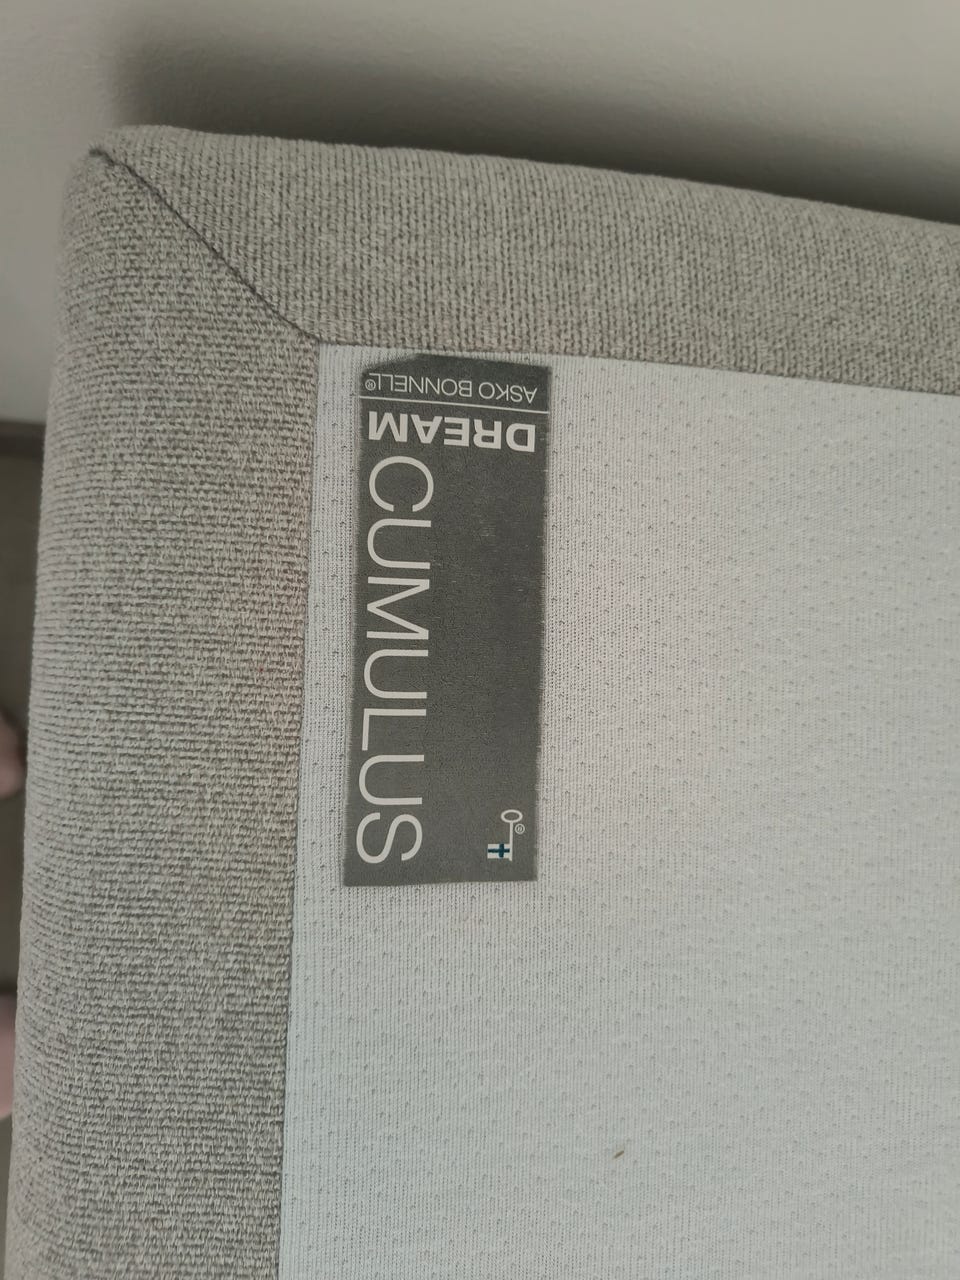 ASKO BONNELL®
DREAM
CUMULUS
®